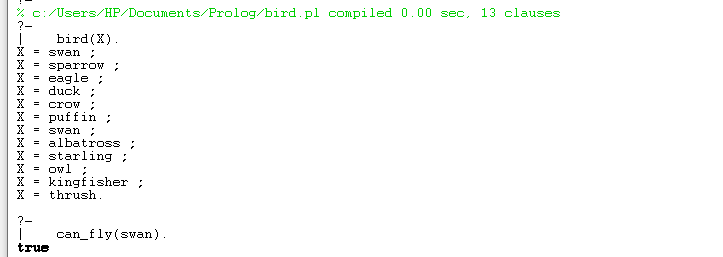 % c:/Users/HP/Documents/Prolog/bird.pl compiled 0.00 sec, 13 clauses
?-
|    bird(X).
X = swan ;
X = sparrow ;
X = eagle ;
X = duck ;
X = crow ;
X = puffin ;
X = swan ;
X = albatross ;
X = starling ;
X = owl ;
X = kingfisher ;
X = thrush.
?-
|    can_fly(swan).
true